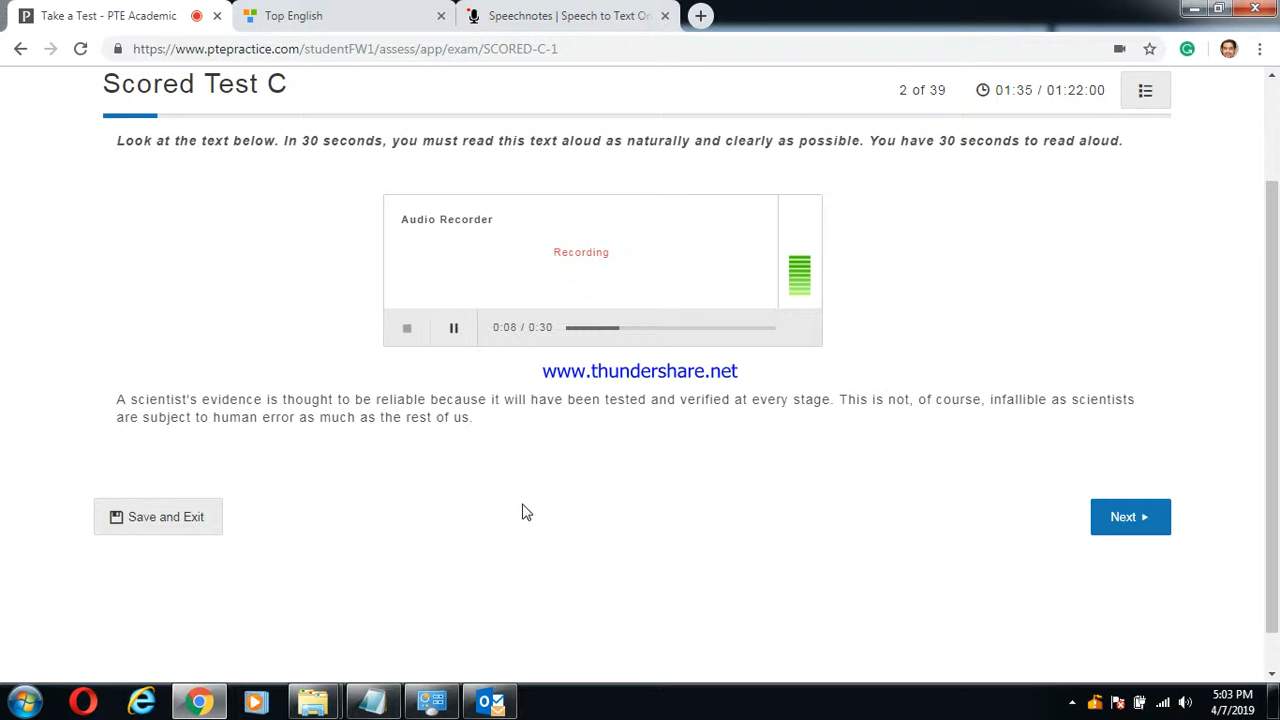 Take a Test - PTE Academic
Top English
Speechnotes | Speech to Text On
https://www.ptepractice.com/studentFW1/assess/app/exam/SCORED-C-1
Scored Test C
2 of 39
01:35 / 01:22:00
Look at the text below. In 30 seconds, you must read this text aloud as naturally and clearly as possible. You have 30 seconds to read aloud.
Audio Recorder
Recording
0:08 / 0:30
www.thundershare.net
A scientist's evidence is thought to be reliable because it will have been tested and verified at every stage. This is not, of course, infallible as scientists
are subject to human error as much as the rest of us.
Save and Exit
Next
5:03 PM
4/7/2019